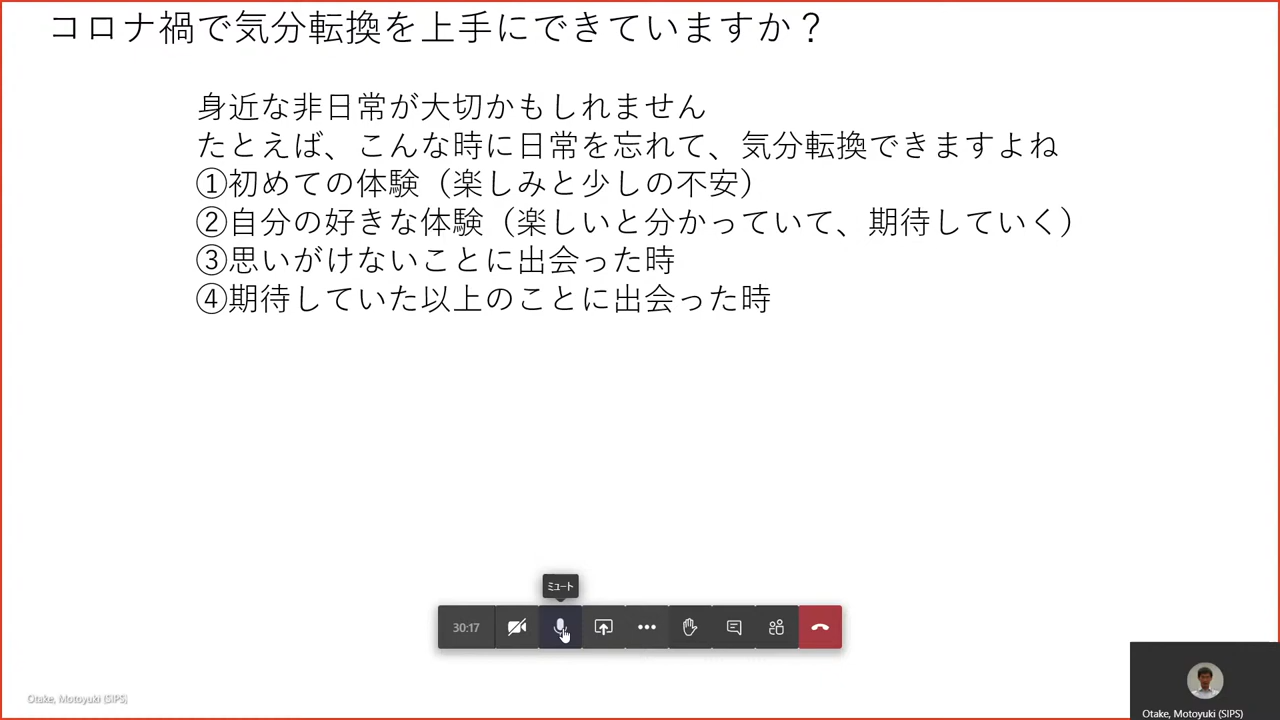 コロナ禍で気分転換を上手にできていますか？
身近な非日常が大切かもしれません
たとえば、こんな時に日常を忘れて、気分転換できますよね
①初めての体験（楽しみと少しの不安）
②自分の好きな体験（楽しいと分かっていて、期待していく）
③思いがけないことに出会った時
④期待していた以上のことに出会った時
ミュート
30:17
Otake, Motoyuki (SIPS)
Otake, Motoyuki (SIPS)